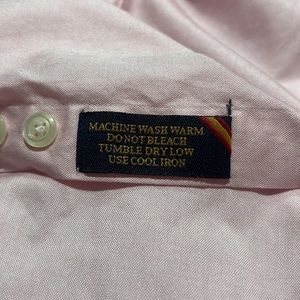 MACHINE WASH WARM
DO NOT BLEACH
TUMBLE DRY LOW
USE COOL IRON